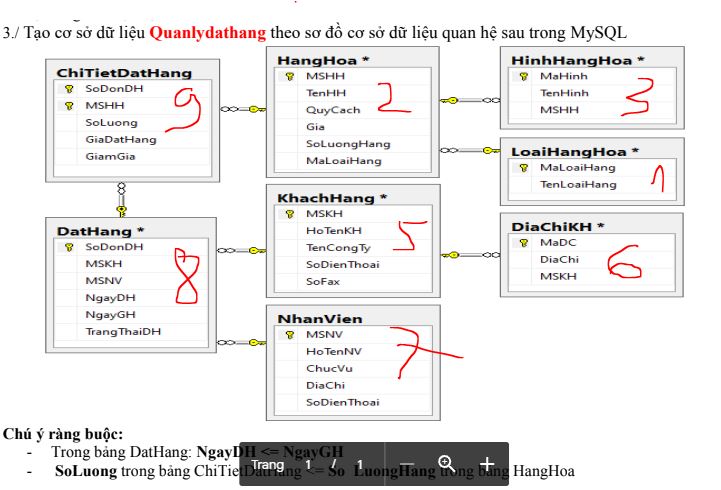 3./ Tạo cơ sở dữ liệu Quanlydathang theo sơ đồ cơ sở dữ liệu quan hệ sau trong MySQL
ChiTietDatHang
SoDonDH
MSHH
SoLuong
GiaDatHang
GiamGia
9
HangHoa *
MSHH
TenHH
QuyCach
Gia
SoLuongHang
MaLoaiHang
2
HinhHangHoa *
MaHinh
TenHinh
MSHH
3
LoaiHangHoa *
MaLoaiHang
TenLoaiHang
1
DatHang *
SoDonDH
MSKH
MSNV
NgayDH
NgayGH
TrangThaiDH
8
KhachHang *
MSKH
HoTenKH
TenCongTy
SoDienThoai
SoFax
5
DiaChiKH *
MaDC
DiaChi
MSKH
6
NhanVien
MSNV
HoTenNV
ChucVu
DiaChi
SoDienThoai
7
Chú ý ràng buộc:
- Trong bảng DatHang: NgayDH <= NgayGH
- SoLuong trong bảng ChiTietDatHang <= So LuongHang trong bảng HangHoa
Trang 1 / 1 — +